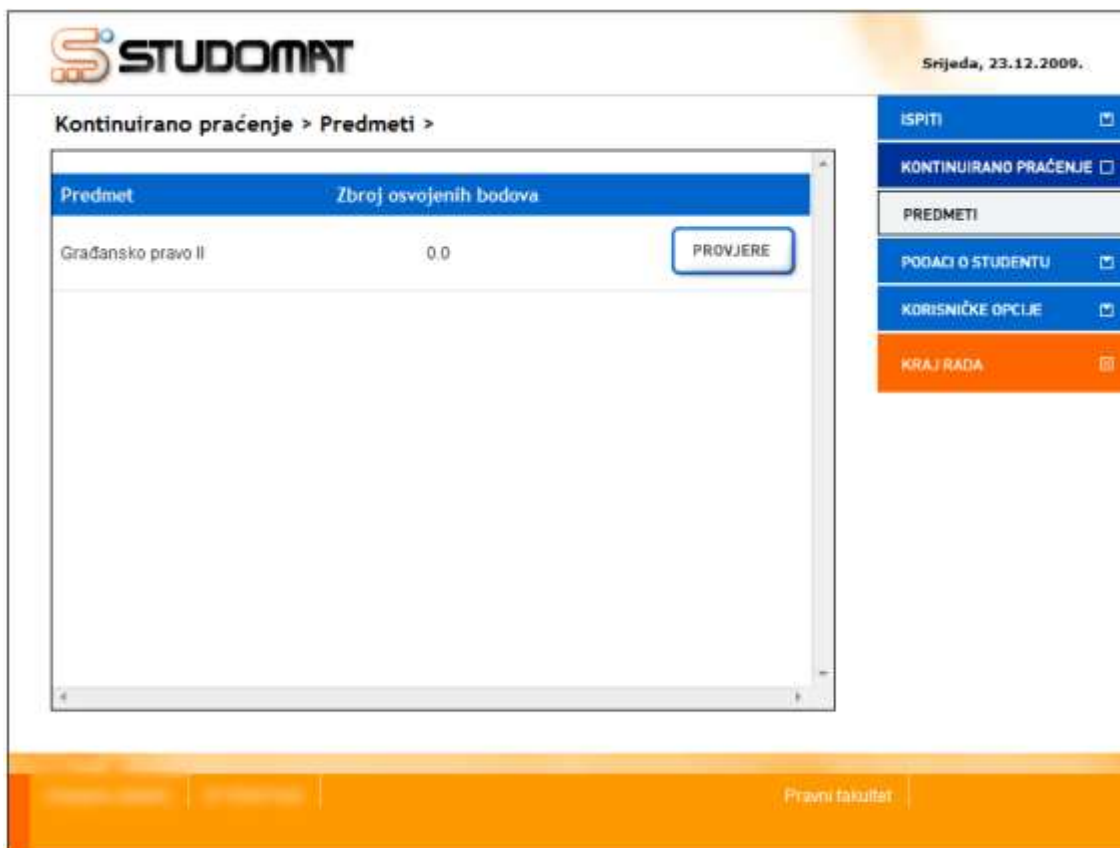 STUDOMAT
Srijeda, 23.12.2009.
Kontinuirano praćenje > Predmeti >
Predmet Zbroj osvojenih bodova
Građansko pravo II 0.0 PROVJERE
ISPITI
KONTINUIRANO PRAĆENJE
PREDMETI
PODACI O STUDENTU
KORISNIČKE OPCIJE
KRAJ RADA
Pravni fakultet